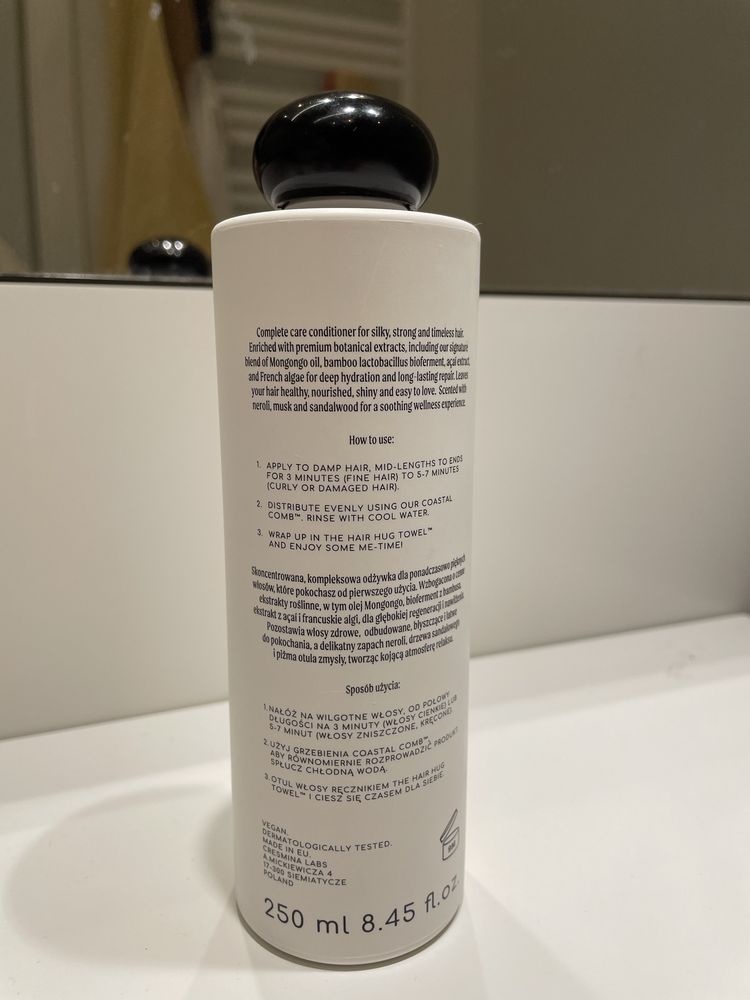 Complete care conditioner for silky, strong and timeless hair.
Enriched with premium botanical extracts, including our signature
blend of Mongongo oil, bamboo lactobacillus bioferment, açai extract,
and French algae for deep hydration and long-lasting repair. Leaves
your hair healthy, nourished, shiny and easy to love. Scented with
neroli, musk and sandalwood for a soothing wellness experience.
How to use:
1. APPLY TO DAMP HAIR, MID-LENGTHS TO ENDS
FOR 3 MINUTES (FINE HAIR) TO 5-7 MINUTES
(CURLY OR DAMAGED HAIR).
2. DISTRIBUTE EVENLY USING OUR COASTAL
COMB™. RINSE WITH COOL WATER.
3. WRAP UP IN THE HAIR HUG TOWEL™
AND ENJOY SOME ME-TIME!
Skoncentrowana, kompleksowa odżywka dla ponadczasowo pięknych
włosów, które pokochasz od pierwszego użycia. Wzbogacona o cenne
ekstrakty roślinne, w tym olej Mongongo, bioferment z bambusa,
ekstrakt z açai i francuskie algi, dla głębokiej regeneracji i nawilżenia.
Pozostawia włosy zdrowe, odbudowane, błyszczące i łatwe
do pokochania, a delikatny zapach neroli, drzewa sandałowego
i piżma otula zmysły, tworząc kojącą atmosferę relaksu.
Sposób użycia:
1. NAŁÓŻ NA WILGOTNE WŁOSY, OD POŁOWY
DŁUGOŚCI NA 3 MINUTY (WŁOSY CIENKIE) LUB
5-7 MINUT (WŁOSY ZNISZCZONE, KRĘCONE).
2. UŻYJ GRZEBIENIA COASTAL COMB™,
ABY RÓWNOMIERNIE ROZPROWADZIĆ PRODUKT.
SPŁUCZ CHŁODNĄ WODĄ.
3. OTUL WŁOSY RĘCZNIKIEM THE HAIR HUG
TOWEL™ I CIESZ SIĘ CZASEM DLA SIEBIE.
VEGAN.
DERMATOLOGICALLY TESTED.
MADE IN EU.
CRESMINA LABS
A.MICKIEWICZA 4
17-300 SIEMIATYCZE
POLAND
250 ml 8.45 fl.oz.